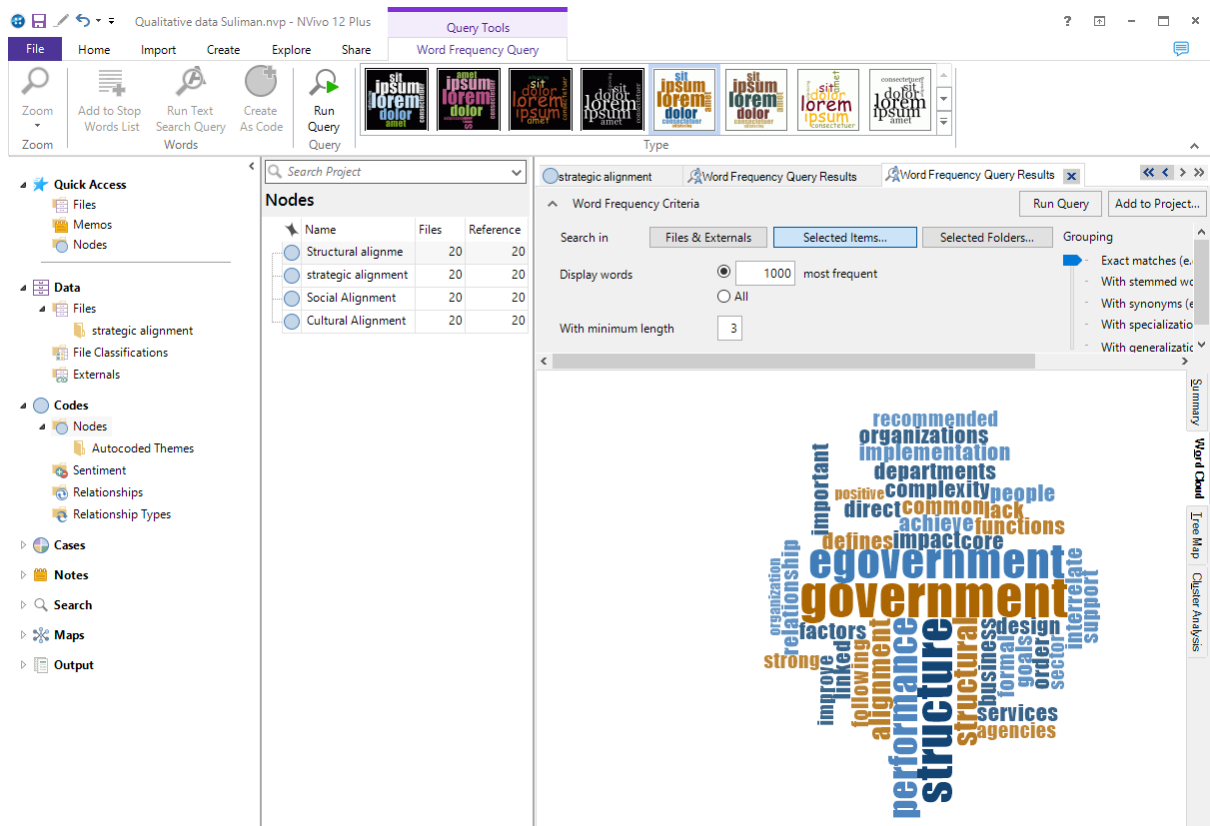 Qualitative data Suliman.nvp - NVivo 12 Plus
Query Tools
?
File
Home
Import
Create
Explore
Share
Word Frequency Query
Zoom
Add to Stop
Words List
Run Text
Search Query
Create
As Code
Run
Query
Zoom
Words
Query
Type
sit
ipsum
lorem
dolor
amet
consectetuer
Quick Access
Files
Memos
Nodes
Data
Files
strategic alignment
File Classifications
Externals
Codes
Nodes
Autocoded Themes
Sentiment
Relationships
Relationship Types
Cases
Notes
Search
Maps
Output
Search Project
Nodes
Name Files Reference
Structural alignme 20 20
strategic alignment 20 20
Social Alignment 20 20
Cultural Alignment 20 20
strategic alignment
Word Frequency Query Results
Word Frequency Query Results
Word Frequency Criteria
Run Query
Add to Project...
Search in
Files & Externals
Selected Items...
Selected Folders...
Grouping
Display words
1000 most frequent
All
With minimum length
3
Exact matches (e.
With stemmed wo
With synonyms (e
With specializatio
With generalizatic
Summary
Word Cloud
Tree Map
Cluster Analysis
recommended
organizations
implementation
important
departments
positive complexity people
direct common lack
achieve functions
defines impact core
egovernment
government
organization
relationship
interrelate
support
factors
strong
improve
linked
following
alignment
performance
structure
structural
business
design
formal
goals
order
sector
services
agencies